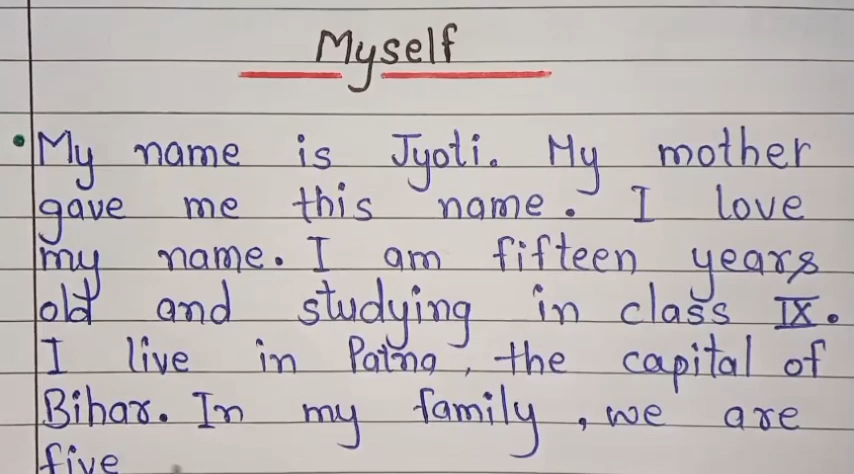 Myself
• My name is Jyoti. My mother
gave me this name. I love
my name. I am fifteen years
old and studying in class IX.
I live in Patna, the capital of
Bihar. In my family, we are
five